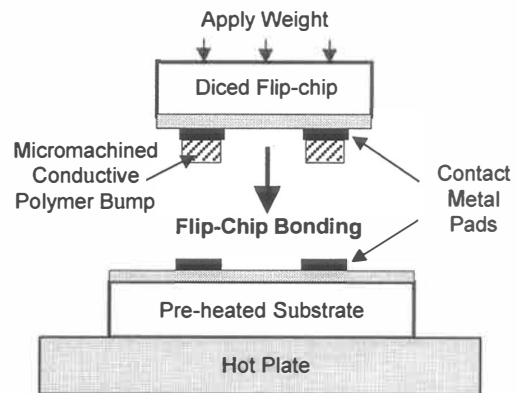 Apply Weight
Diced Flip-chip
Micromachined
Conductive
Polymer Bump
Contact
Metal
Pads
Flip-Chip Bonding
Pre-heated Substrate
Hot Plate